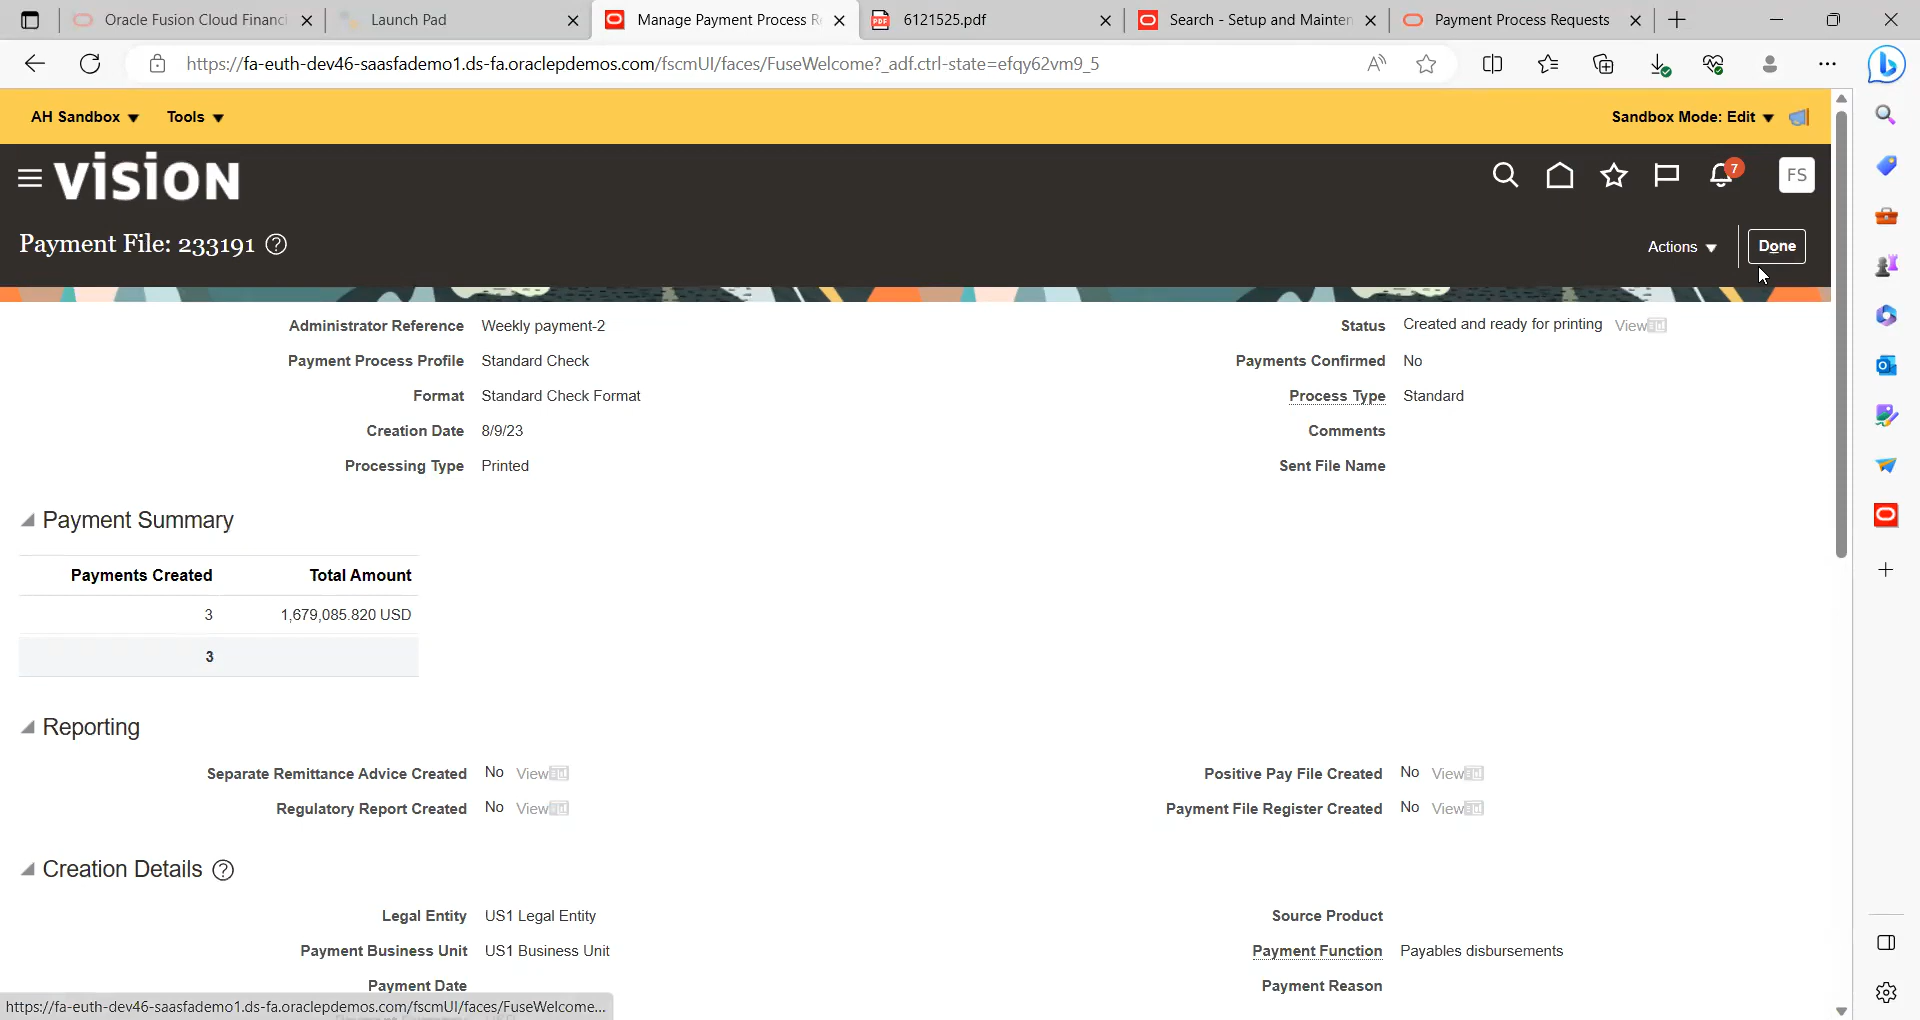 Oracle Fusion Cloud Financi
Launch Pad
Manage Payment Process R
PDF
6121525.pdf
Search - Setup and Mainten
Payment Process Requests
https://fa-euth-dev46-saasfademo1.ds-fa.oraclepdemos.com/fscmUI/faces/FuseWelcome?_adf.ctrl-state=efqy62vm9_5
AH Sandbox
Tools
Sandbox Mode: Edit
vision
7
FS
Payment File: 233191
Actions
Done
Administrator Reference Weekly payment-2
Status Created and ready for printing View
Payment Process Profile Standard Check
Payments Confirmed No
Format Standard Check Format
Process Type Standard
Creation Date 8/9/23
Comments
Processing Type Printed
Sent File Name
Payment Summary
Payments Created Total Amount
3 1,679,085.820 USD
3
Reporting
Separate Remittance Advice Created No View
Positive Pay File Created No View
Regulatory Report Created No View
Payment File Register Created No View
Creation Details
Legal Entity US1 Legal Entity
Source Product
Payment Business Unit US1 Business Unit
Payment Function Payables disbursements
Payment Date
Payment Reason
https://fa-euth-dev46-saasfademo1.ds-fa.oraclepdemos.com/fscmUI/faces/FuseWelcome...